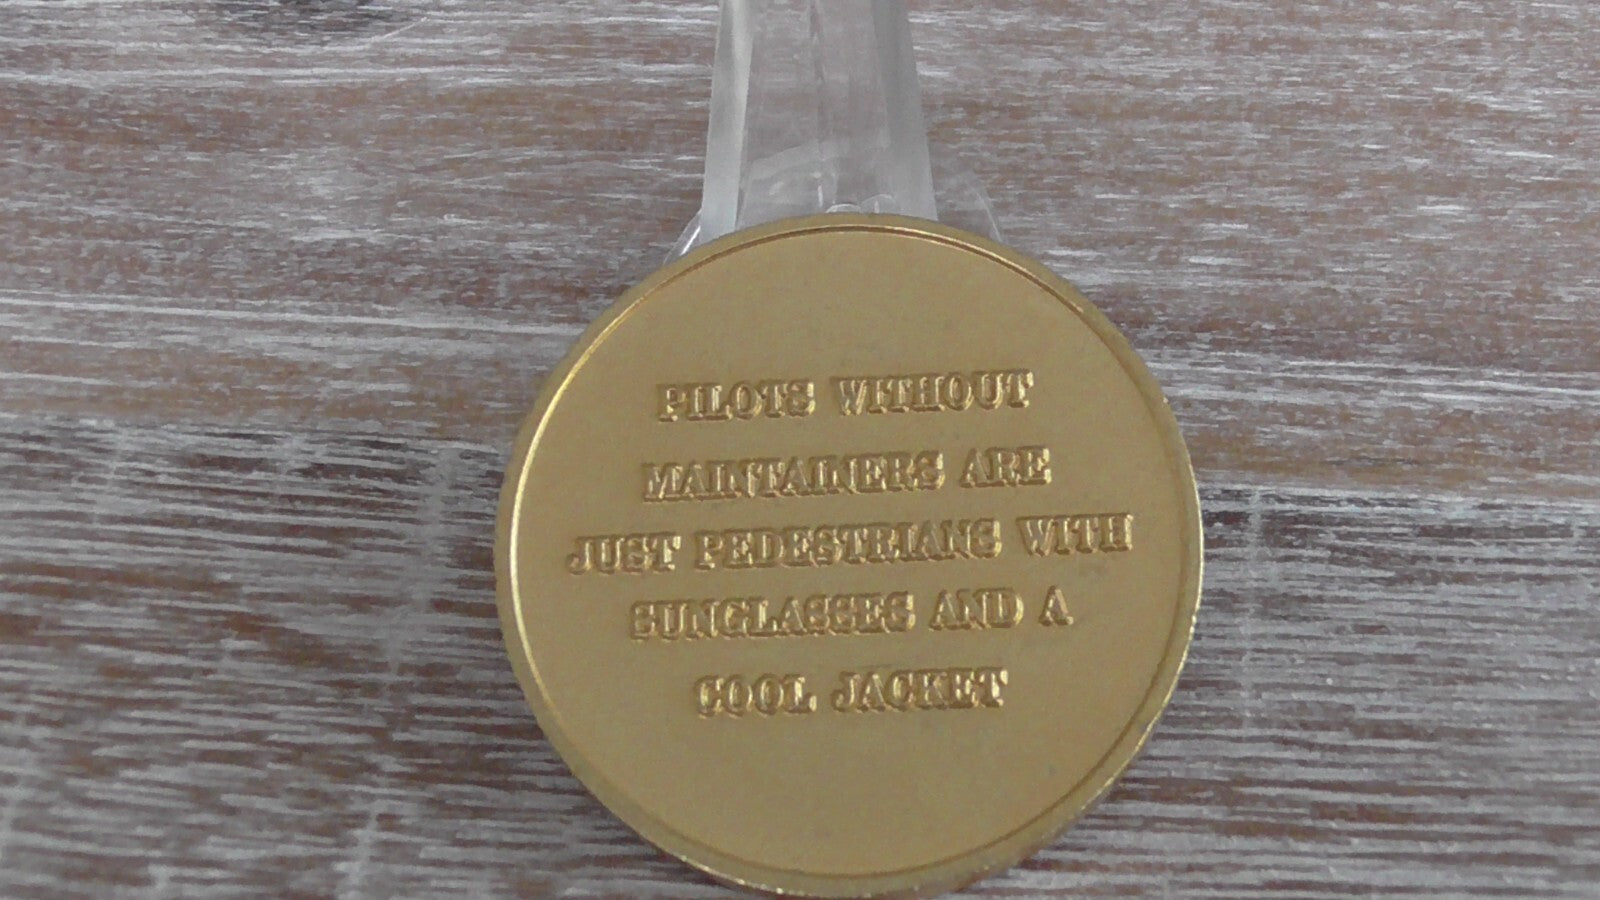 PILOTS WITHOUT
MAINTAINERS ARE
JUST PEDESTRIANS WITH
SUNGLASSES AND A
COOL JACKET